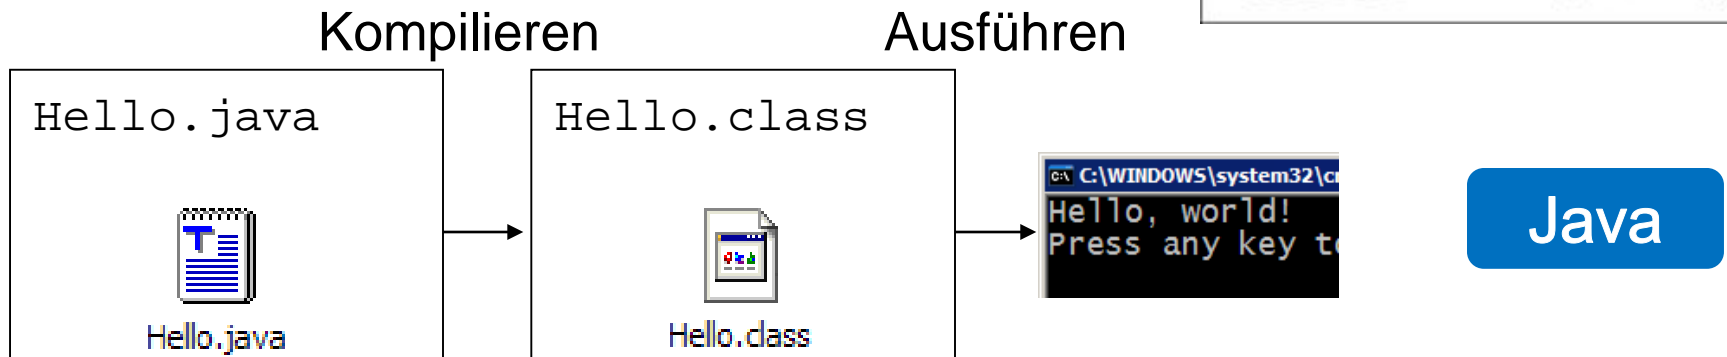 Kompilieren Ausführen
Hello.java
Hello.class
C:\WINDOWS\system32\c
Hello, world!
Press any key t
Java
T
Hello.java
Hello.class